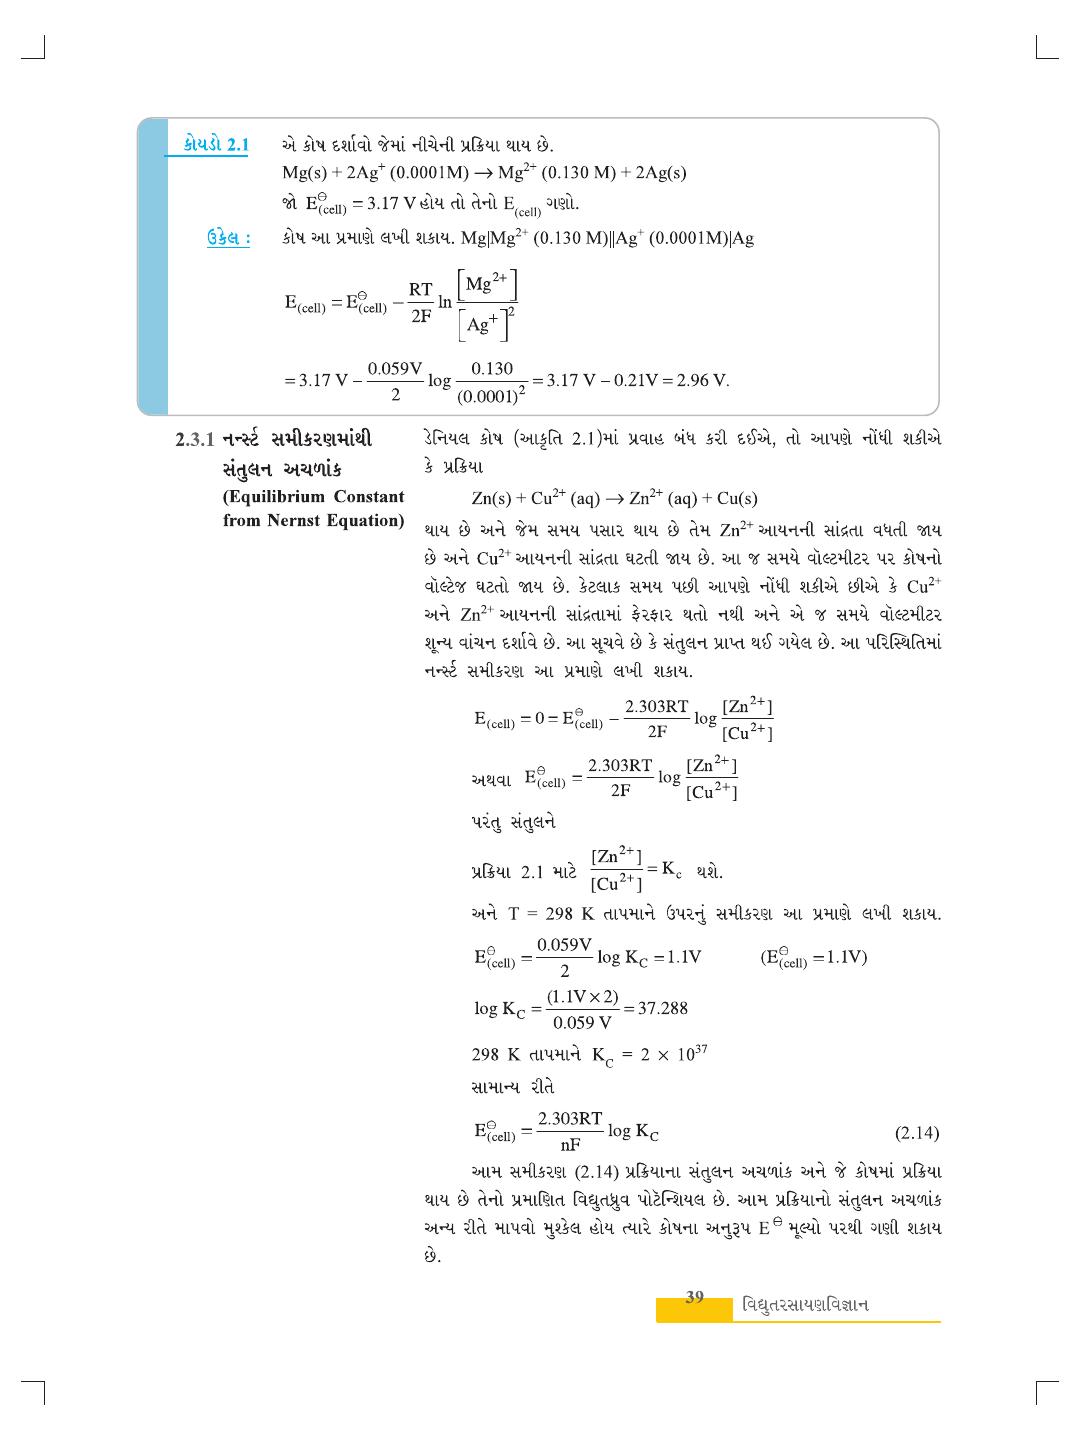 કોયડો 2.1 એ કોષ દર્શાવો જેમાં નીચેની પ્રક્રિયા થાય છે.
Mg(s) + 2Ag⁺ (0.0001M) → Mg²⁺ (0.130 M) + 2Ag(s)
જો E⊖(cell) = 3.17 V હોય તો તેનો E(cell) ગણો.
ઉકેલ : કોષ આ પ્રમાણે લખી શકાય. Mg|Mg²⁺ (0.130 M)||Ag⁺ (0.0001M)|Ag
E(cell) = E⊖(cell) − RT/2F ln [Mg²⁺]/[Ag⁺]²
= 3.17 V − 0.059V/2 log 0.130/(0.0001)² = 3.17 V − 0.21V = 2.96 V.
2.3.1 નર્ન્સ્ટ સમીકરણમાંથી
સંતુલન અચળાંક
(Equilibrium Constant
from Nernst Equation)
ડેનિયલ કોષ (આકૃતિ 2.1)માં પ્રવાહ બંધ કરી દઈએ, તો આપણે નોંધી શકીએ
કે પ્રક્રિયા
Zn(s) + Cu²⁺ (aq) → Zn²⁺ (aq) + Cu(s)
થાય છે અને જેમ સમય પસાર થાય છે તેમ Zn²⁺ આયનની સાંદ્રતા વધતી જાય
છે અને Cu²⁺ આયનની સાંદ્રતા ઘટતી જાય છે. આ જ સમયે વૉલ્ટમીટર પર કોષનો
વૉલ્ટેજ ઘટતો જાય છે. કેટલાક સમય પછી આપણે નોંધી શકીએ છીએ કે Cu²⁺
અને Zn²⁺ આયનની સાંદ્રતામાં ફેરફાર થતો નથી અને એ જ સમયે વૉલ્ટમીટર
શૂન્ય વાંચન દર્શાવે છે. આ સૂચવે છે કે સંતુલન પ્રાપ્ત થઈ ગયેલ છે. આ પરિસ્થિતિમાં
નર્ન્સ્ટ સમીકરણ આ પ્રમાણે લખી શકાય.
E(cell) = 0 = E⊖(cell) − 2.303RT/2F log [Zn²⁺]/[Cu²⁺]
અથવા E⊖(cell) = 2.303RT/2F log [Zn²⁺]/[Cu²⁺]
પરંતુ સંતુલને
પ્રક્રિયા 2.1 માટે [Zn²⁺]/[Cu²⁺] = Kc થશે.
અને T = 298 K તાપમાને ઉપરનું સમીકરણ આ પ્રમાણે લખી શકાય.
E⊖(cell) = 0.059V/2 log KC = 1.1V (E⊖(cell) = 1.1V)
log KC = (1.1V × 2)/0.059 V = 37.288
298 K તાપમાને KC = 2 × 10³⁷
સામાન્ય રીતે
E⊖(cell) = 2.303RT/nF log KC (2.14)
આમ સમીકરણ (2.14) પ્રક્રિયાના સંતુલન અચળાંક અને જે કોષમાં પ્રક્રિયા
થાય છે તેનો પ્રમાણિત વિદ્યુતધ્રુવ પોટૅન્શિયલ છે. આમ પ્રક્રિયાનો સંતુલન અચળાંક
અન્ય રીતે માપવો મુશ્કેલ હોય ત્યારે કોષના અનુરૂપ E⊖ મૂલ્યો પરથી ગણી શકાય
છે.
39 વિદ્યુતરસાયણવિજ્ઞાન